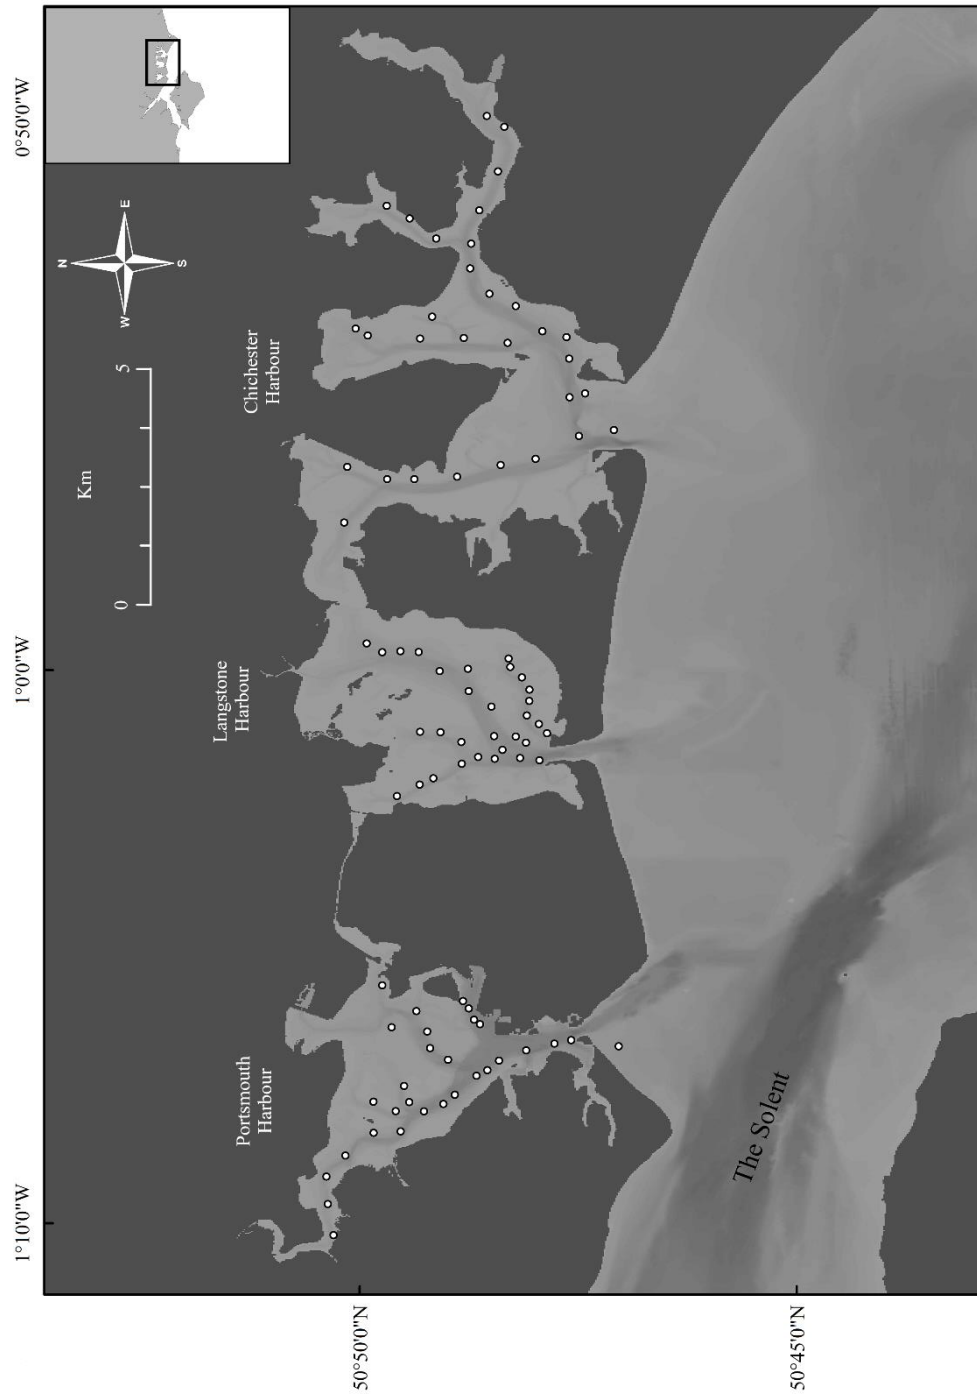 1°10'0"W
1°0'0"W
0°50'0"W
Portsmouth
Harbour
Langstone
Harbour
Chichester
Harbour
0
5
Km
N
W
E
S
50°50'0"N
50°45'0"N
The Solent